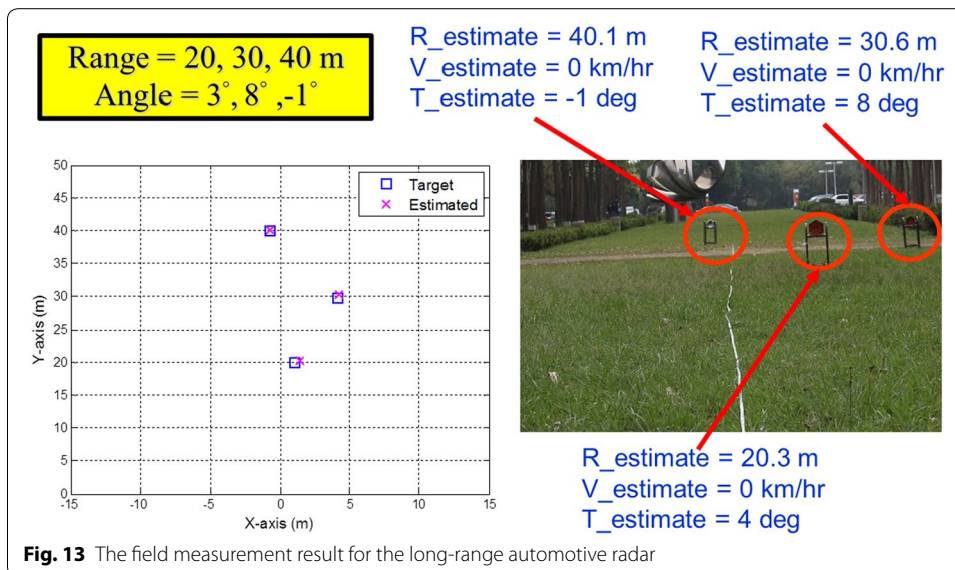 Range = 20, 30, 40 m
Angle = 3°, 8°, -1°
R_estimate = 40.1 m
V_estimate = 0 km/hr
T_estimate = -1 deg
R_estimate = 30.6 m
V_estimate = 0 km/hr
T_estimate = 8 deg
50
45
40
35
30
25
20
15
10
5
0
Y-axis (m)
Target
Estimated
-15
-10
-5
0
5
10
15
X-axis (m)
R_estimate = 20.3 m
V_estimate = 0 km/hr
T_estimate = 4 deg
Fig. 13 The field measurement result for the long-range automotive radar